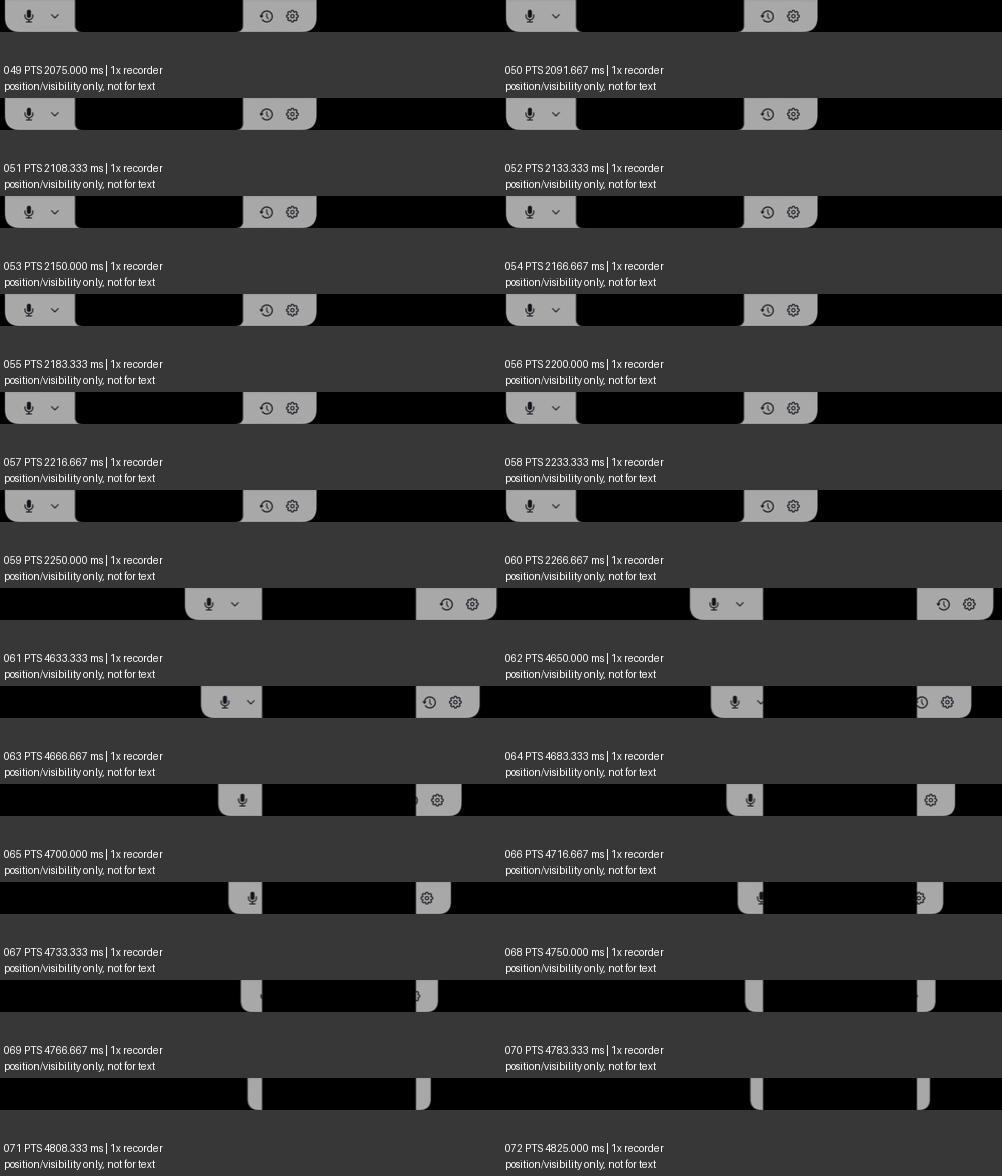 049 PTS 2075.000 ms | 1x recorder
position/visibility only, not for text
050 PTS 2091.667 ms | 1x recorder
position/visibility only, not for text
051 PTS 2108.333 ms | 1x recorder
position/visibility only, not for text
052 PTS 2133.333 ms | 1x recorder
position/visibility only, not for text
053 PTS 2150.000 ms | 1x recorder
position/visibility only, not for text
054 PTS 2166.667 ms | 1x recorder
position/visibility only, not for text
055 PTS 2183.333 ms | 1x recorder
position/visibility only, not for text
056 PTS 2200.000 ms | 1x recorder
position/visibility only, not for text
057 PTS 2216.667 ms | 1x recorder
position/visibility only, not for text
058 PTS 2233.333 ms | 1x recorder
position/visibility only, not for text
059 PTS 2250.000 ms | 1x recorder
position/visibility only, not for text
060 PTS 2266.667 ms | 1x recorder
position/visibility only, not for text
061 PTS 4633.333 ms | 1x recorder
position/visibility only, not for text
062 PTS 4650.000 ms | 1x recorder
position/visibility only, not for text
063 PTS 4666.667 ms | 1x recorder
position/visibility only, not for text
064 PTS 4683.333 ms | 1x recorder
position/visibility only, not for text
065 PTS 4700.000 ms | 1x recorder
position/visibility only, not for text
066 PTS 4716.667 ms | 1x recorder
position/visibility only, not for text
067 PTS 4733.333 ms | 1x recorder
position/visibility only, not for text
068 PTS 4750.000 ms | 1x recorder
position/visibility only, not for text
069 PTS 4766.667 ms | 1x recorder
position/visibility only, not for text
070 PTS 4783.333 ms | 1x recorder
position/visibility only, not for text
071 PTS 4808.333 ms | 1x recorder
position/visibility only, not for text
072 PTS 4825.000 ms | 1x recorder
position/visibility only, not for text